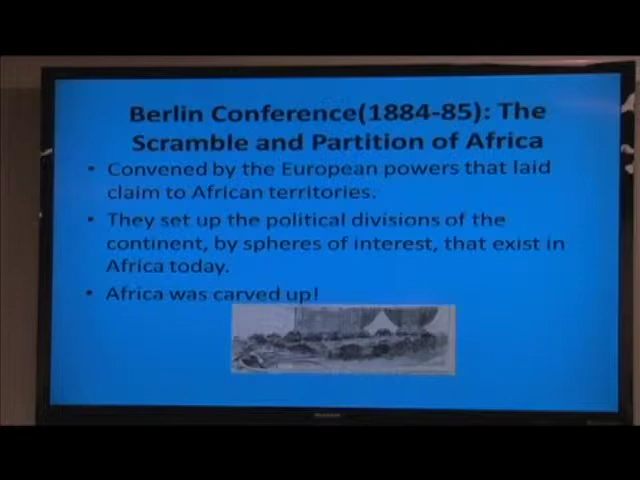 Berlin Conference(1884-85): The
Scramble and Partition of Africa
• Convened by the European powers that laid
claim to African territories.
• They set up the political divisions of the
continent, by spheres of interest, that exist in
Africa today.
• Africa was carved up!